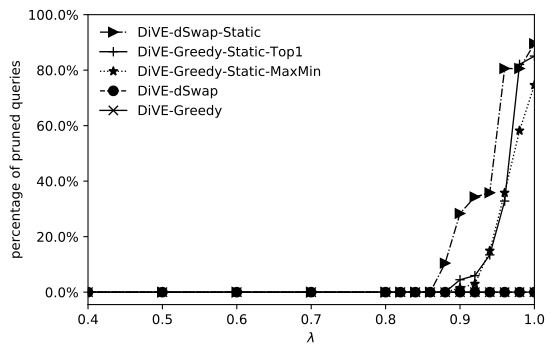 100.0%
80.0%
60.0%
40.0%
20.0%
0.0%
percentage of pruned queries
DiVE-dSwap-Static
DiVE-Greedy-Static-Top1
DiVE-Greedy-Static-MaxMin
DiVE-dSwap
DiVE-Greedy
0.4 0.5 0.6 0.7 0.8 0.9 1.0
λ